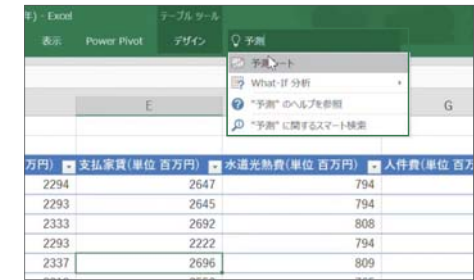 年) - Excel テーブル ツール
表示 Power Pivot デザイン 予測
予測シート
What-If 分析
"予測" のヘルプを参照
"予測" に関するスマート検索
E G
万円) 支払家賃(単位 百万円) 水道光熱費(単位 百万円) 人件費(単位 百万
2294 2647 794
2293 2645 794
2333 2692 808
2293 2222 794
2337 2696 809